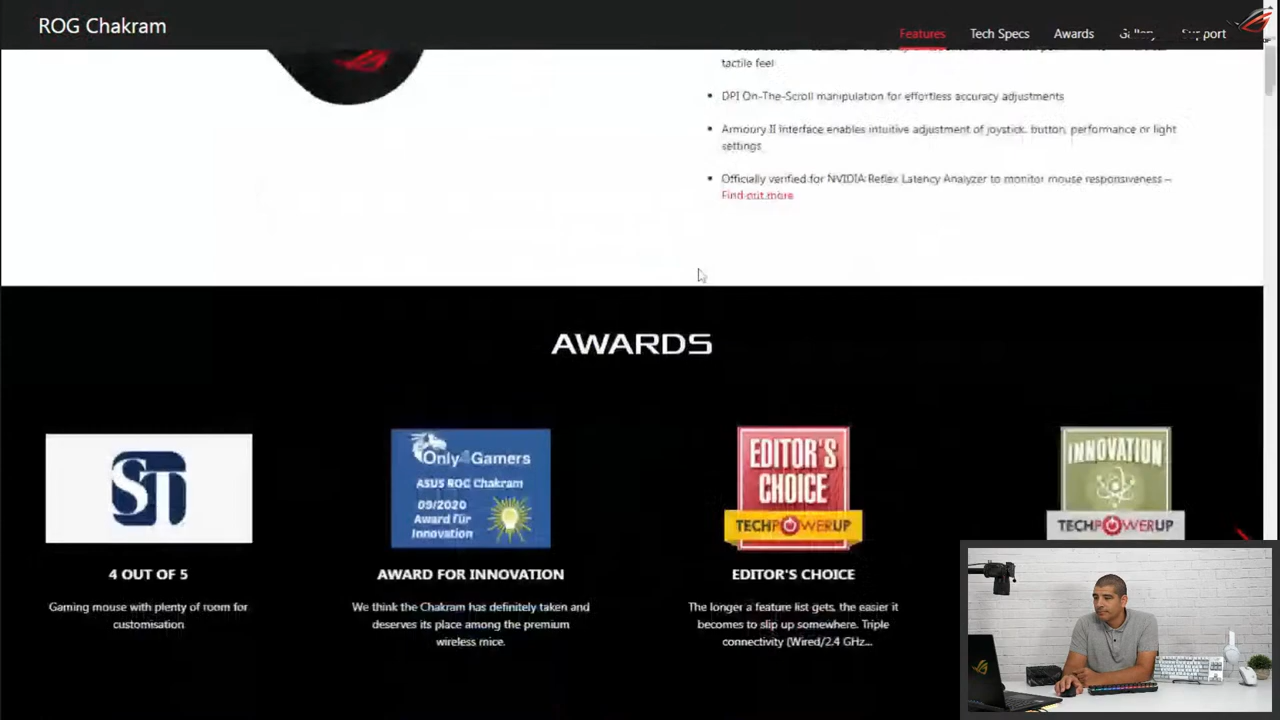 ROG Chakram
Features Tech Specs Awards Gallery Support
tactile feel
DPI On-The-Scroll manipulation for effortless accuracy adjustments
Armoury II Interface enables intuitive adjustment of joystick, button, performance or light
settings
Officially verified for NVIDIA Reflex Latency Analyzer to monitor mouse responsiveness –
Find out more
AWARDS
ST
4 OUT OF 5
Gaming mouse with plenty of room for
customisation
Only4Gamers
ASUS ROG Chakram
09/2020
Award für
Innovation
AWARD FOR INNOVATION
We think the Chakram has definitely taken and
deserves its place among the premium
wireless mice.
EDITOR'S
CHOICE
TECHPOWERUP
EDITOR'S CHOICE
The longer a feature list gets, the easier it
becomes to slip up somewhere. Triple
connectivity (Wired/2.4 GHz...
INNOVATION
TECHPOWERUP